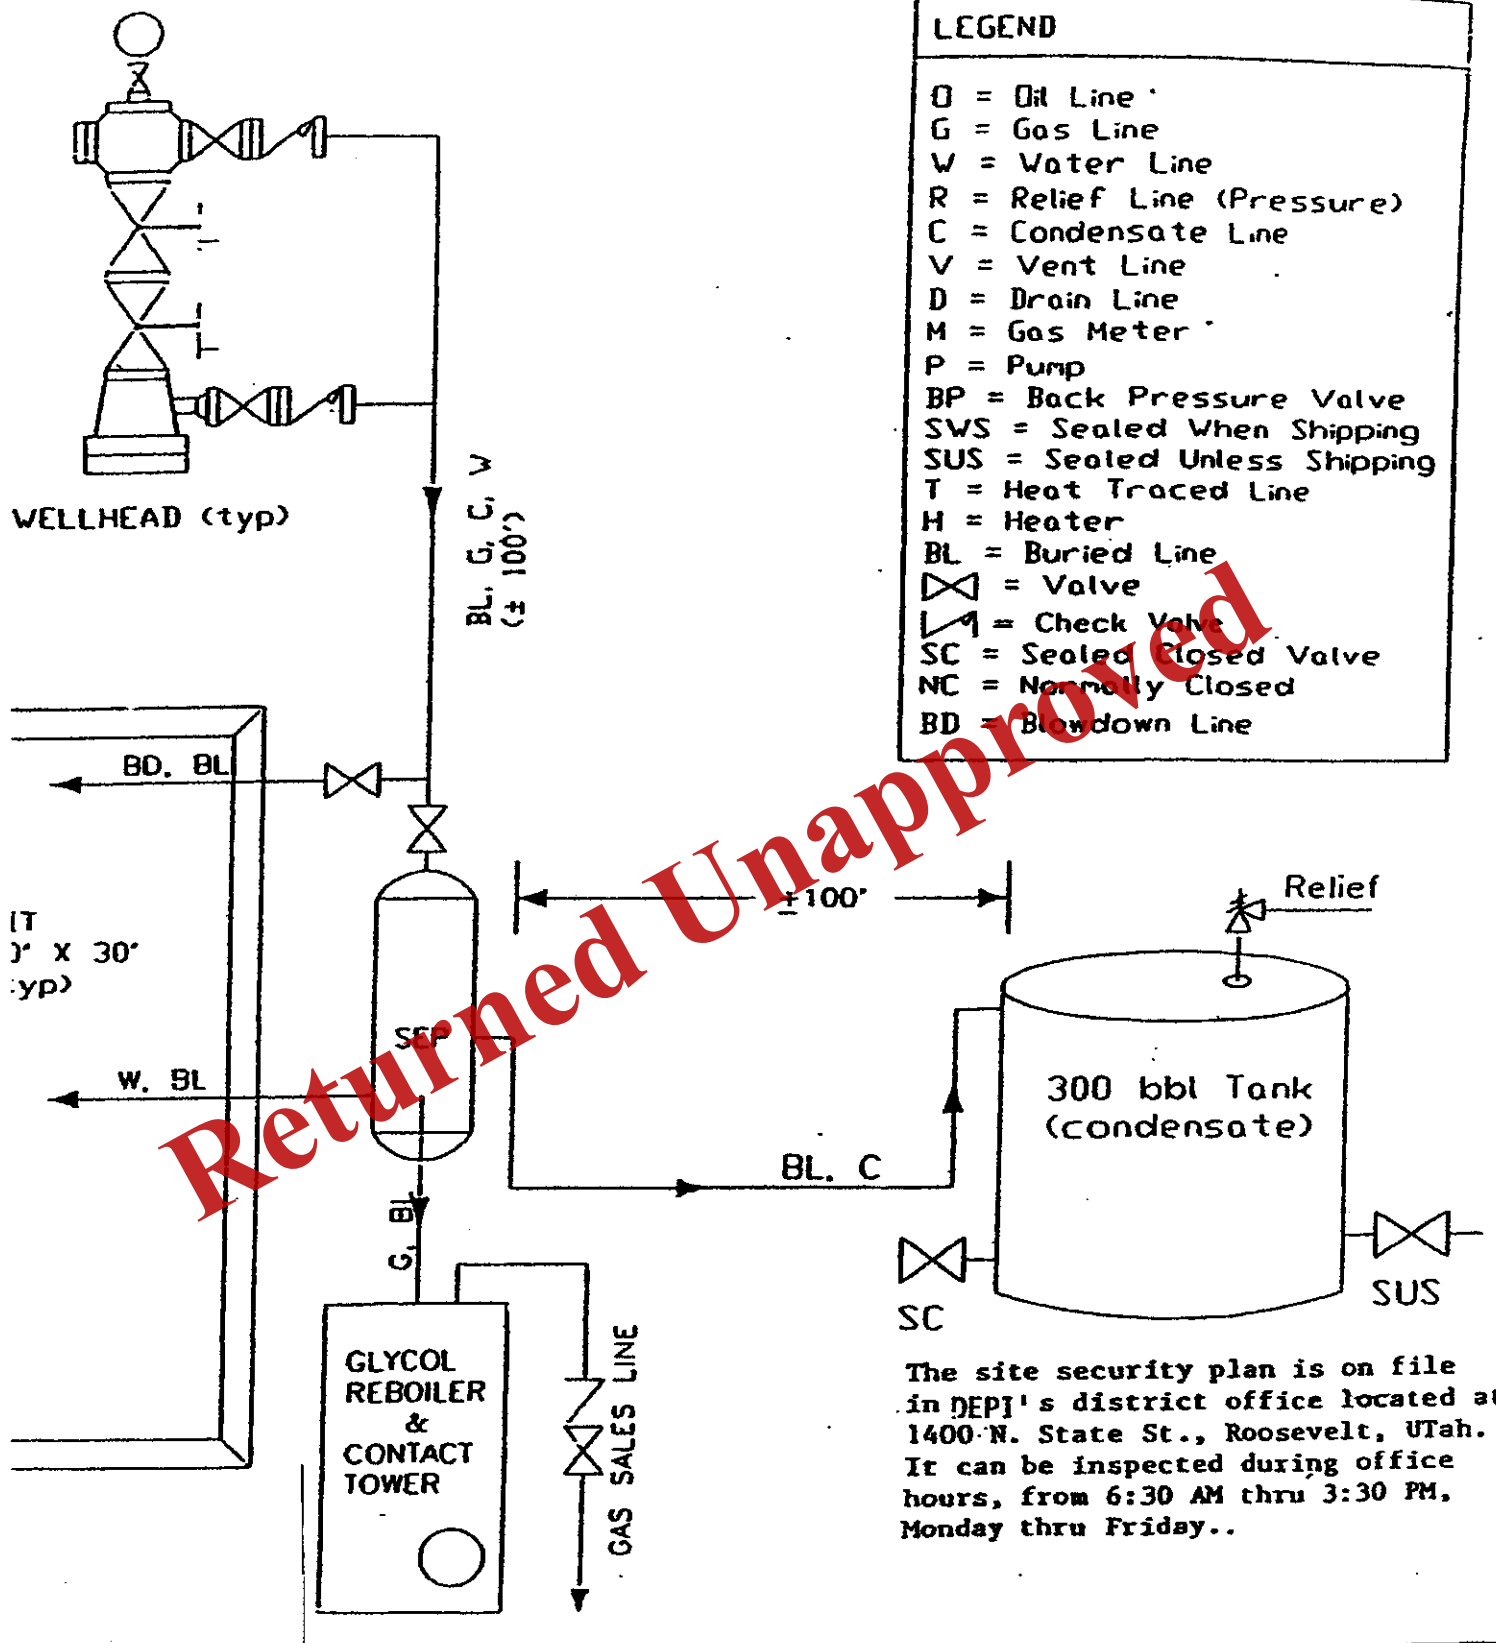 LEGEND
O = Oil Line
G = Gas Line
W = Water Line
R = Relief Line (Pressure)
C = Condensate Line
V = Vent Line
D = Drain Line
M = Gas Meter
P = Pump
BP = Back Pressure Valve
SWS = Sealed When Shipping
SUS = Sealed Unless Shipping
T = Heat Traced Line
H = Heater
BL = Buried Line
= Valve
= Check Valve
SC = Sealed Closed Valve
NC = Normally Closed
BD = Blowdown Line
WELLHEAD (typ)
BL, G, C, W
(± 100')
BD. BL
X 30'
SEP
W. BL
±100'
Relief
300 bbl Tank
(condensate)
BL. C
G, BL
SC
SUS
GLYCOL
REBOILER
&
CONTACT
TOWER
GAS SALES LINE
The site security plan is on file
in DEPI's district office located at
1400 N. State St., Roosevelt, UTah.
It can be inspected during office
hours, from 6:30 AM thru 3:30 PM,
Monday thru Friday..
Returned Unapproved